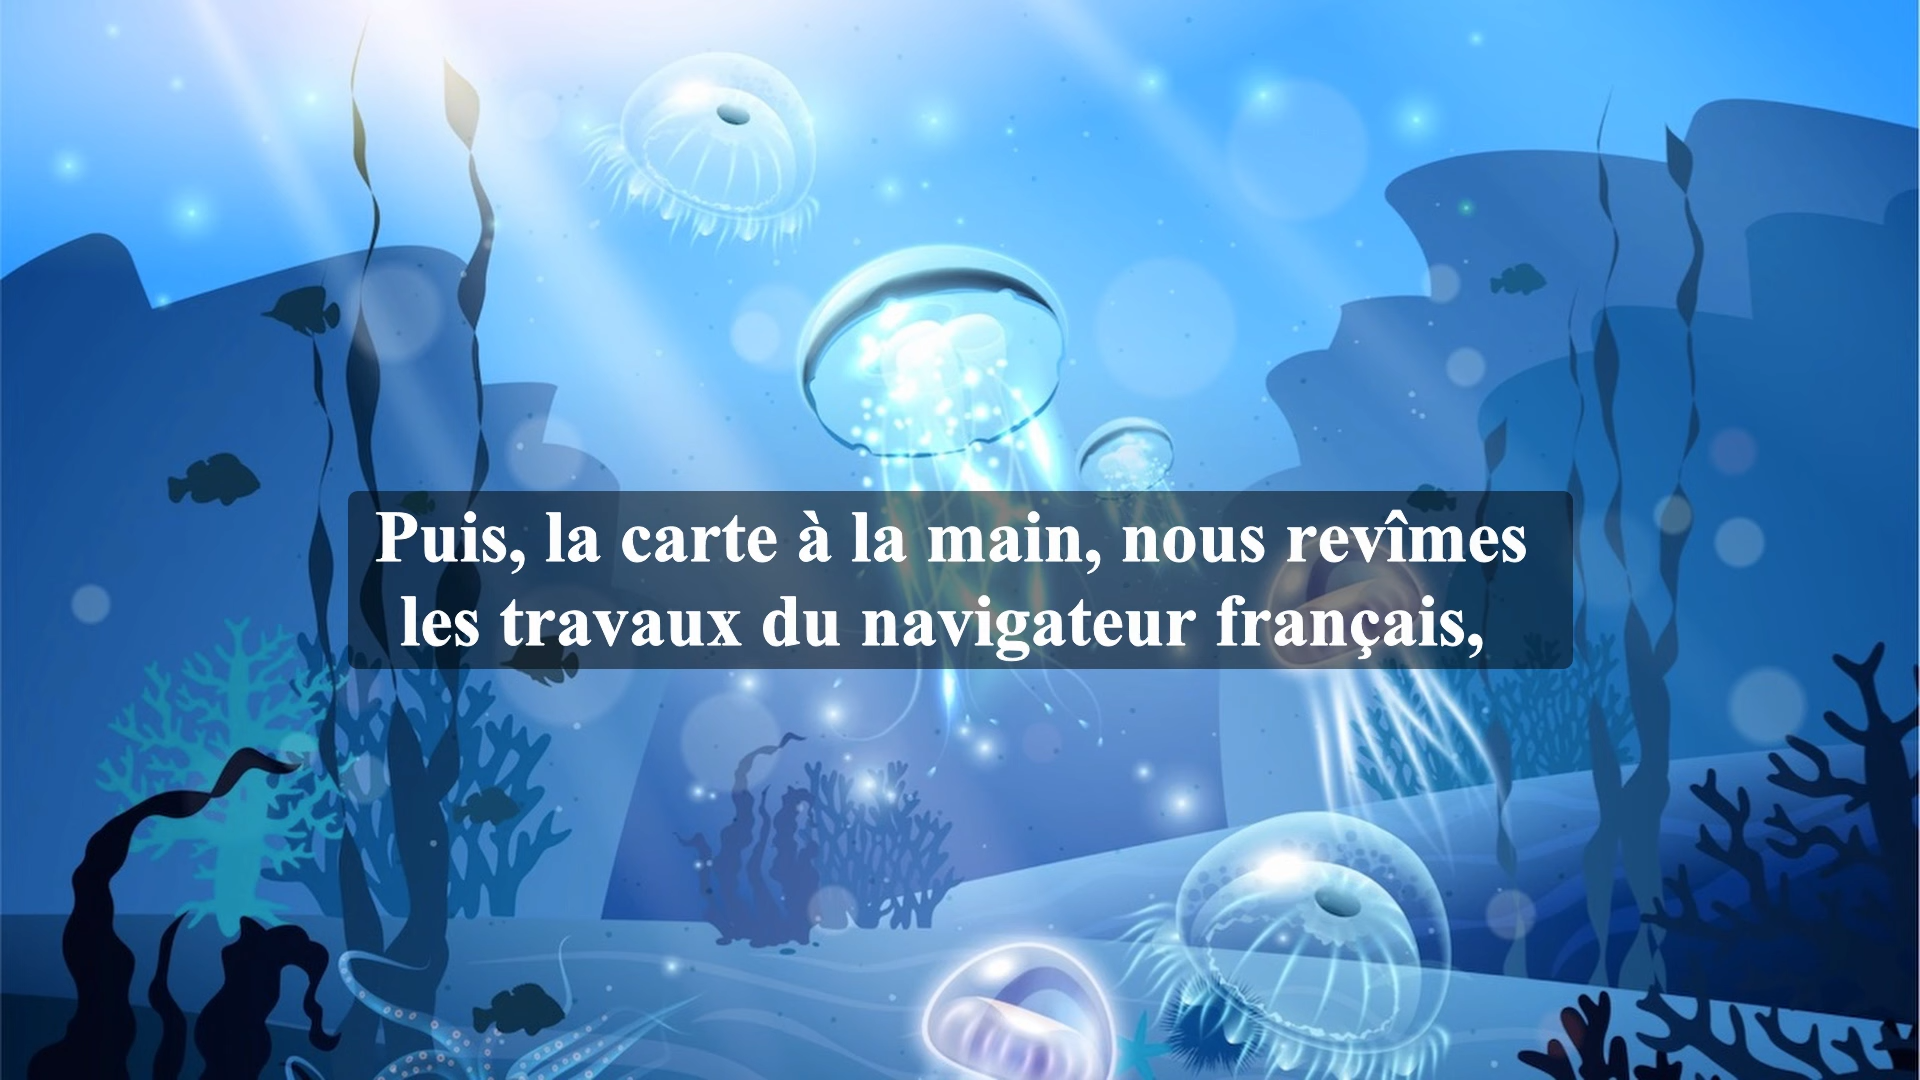 Puis, la carte à la main, nous revîmes
les travaux du navigateur français,